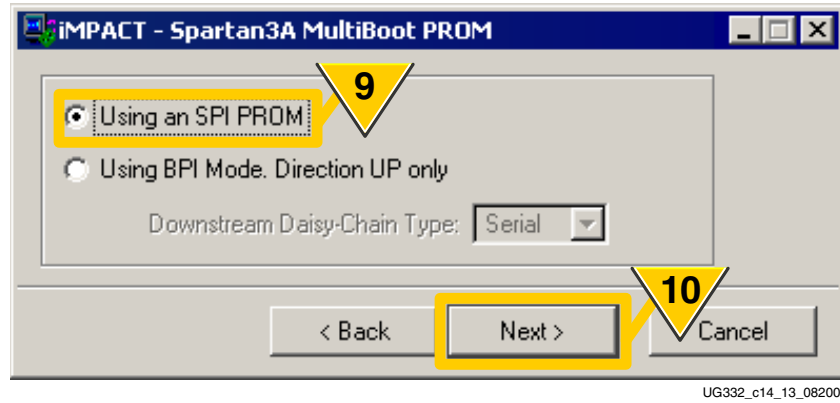 iMPACT - Spartan3A MultiBoot PROM
9
Using an SPI PROM
Using BPI Mode. Direction UP only
Downstream Daisy-Chain Type: Serial
10
< Back Next > Cancel
UG332_c14_13_08200